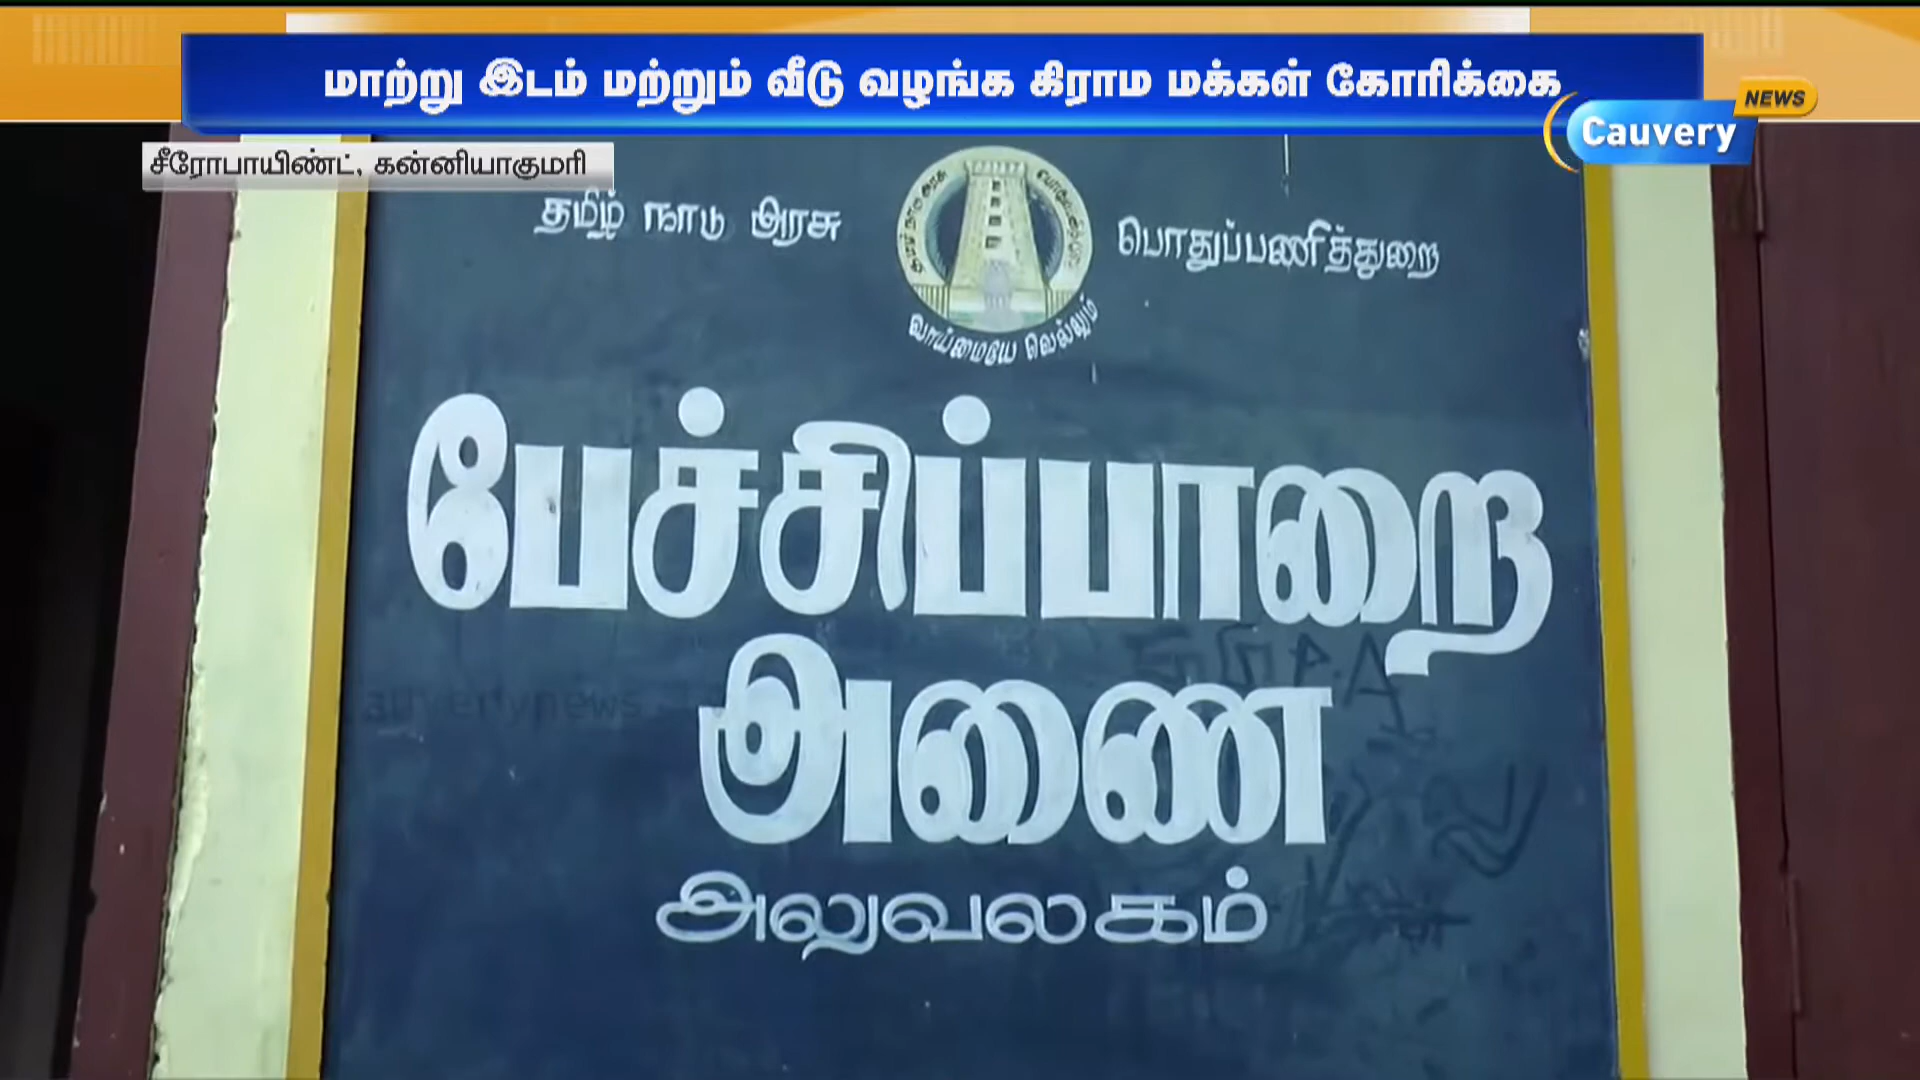 மாற்று இடம் மற்றும் வீடு வழங்க கிராம மக்கள் கோரிக்கை
Cauvery NEWS
சீரோபாயிண்ட், கன்னியாகுமரி
தமிழ் நாடு அரசு
பொதுப்பணித்துறை
வாய்மையே வெல்லும்
பேச்சிப்பாறை
அணை
அலுவலகம்